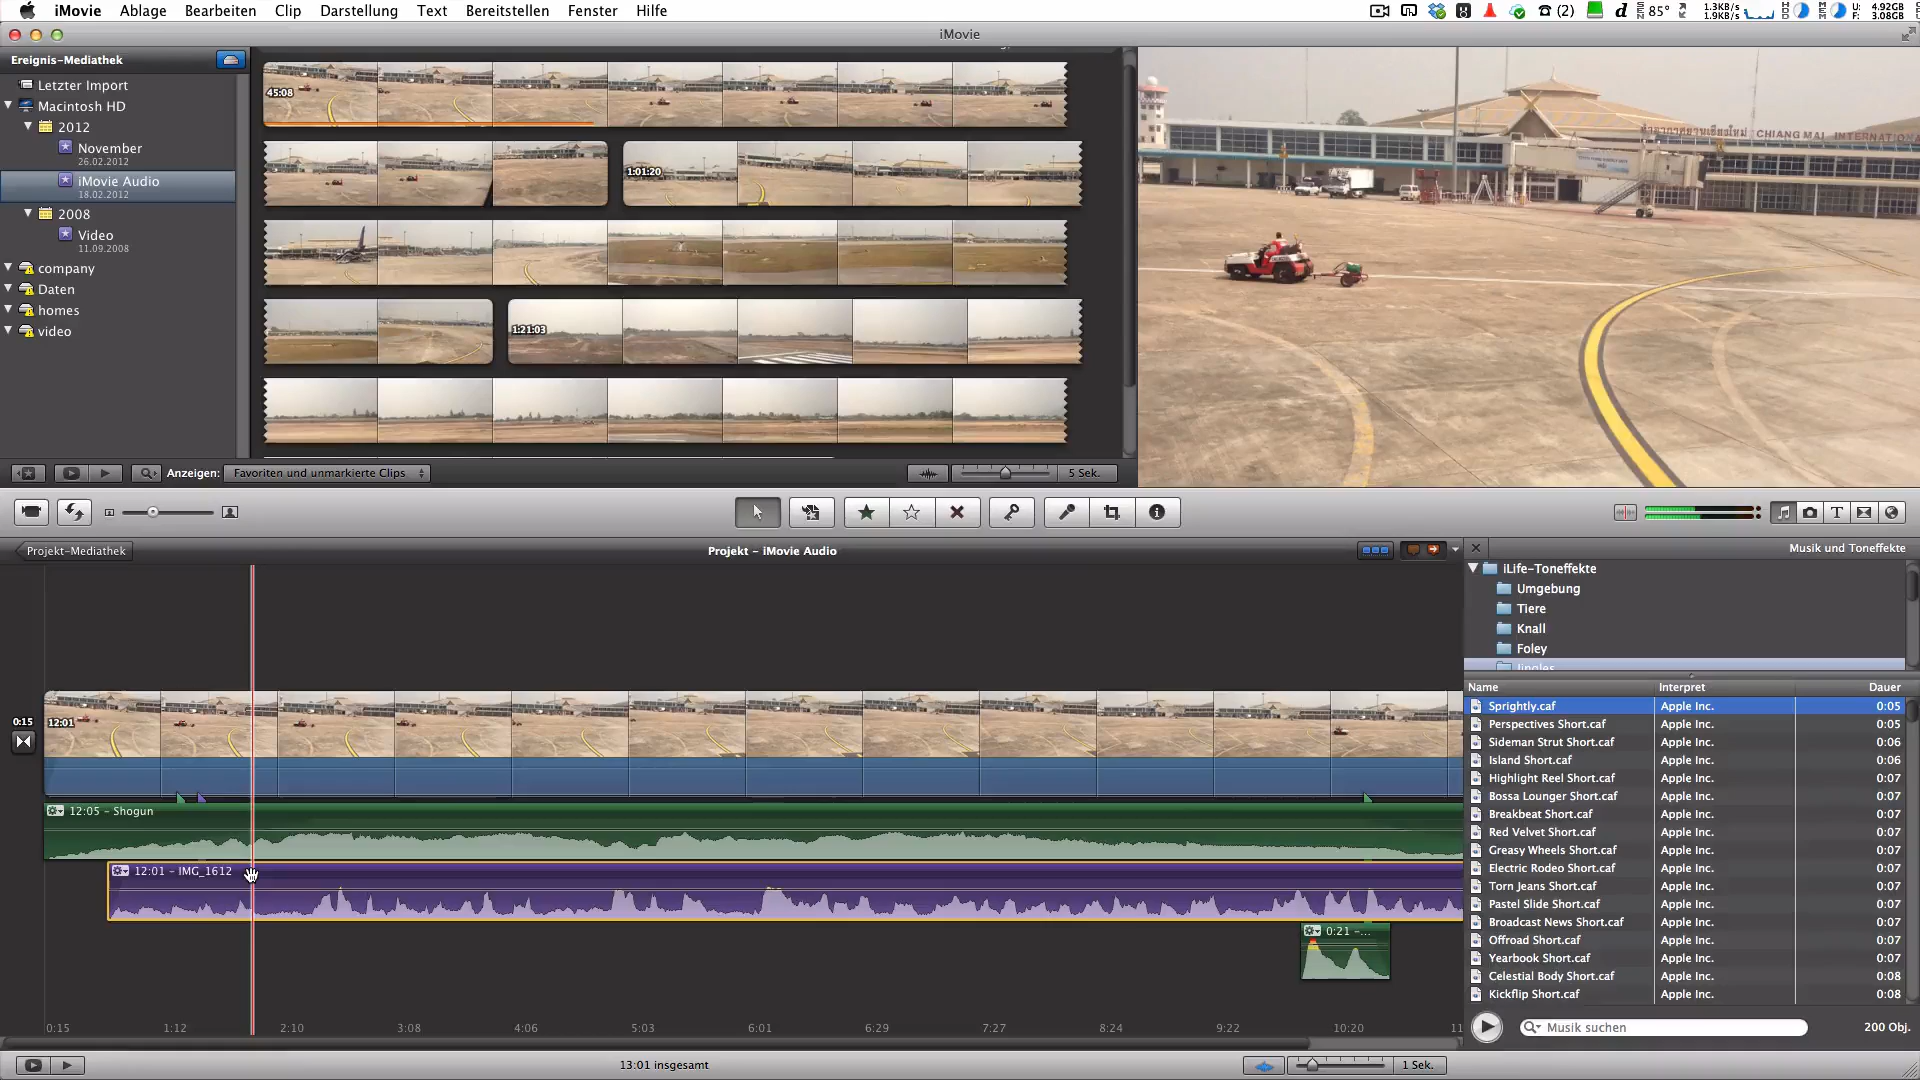 iMovie Ablage Bearbeiten Clip Darstellung Text Bereitstellen Fenster Hilfe
(2) 85° 1.3KB/s 1.9KB/s U: 4.92GB F: 3.08GB
iMovie
Ereignis-Mediathek
Letzter Import
Macintosh HD
2012
November
26.02.2012
iMovie Audio
18.02.2012
2008
Video
11.09.2008
company
Daten
homes
video
45:08
1:01:20
1:21:03
CHIANG MAI INTERNATIONA
Anzeigen: Favoriten und unmarkierte Clips
5 Sek.
Projekt-Mediathek
Projekt – iMovie Audio
Musik und Toneffekte
iLife-Toneffekte
Umgebung
Tiere
Knall
Foley
Jingles
Name Interpret Dauer
Sprightly.caf Apple Inc. 0:05
Perspectives Short.caf Apple Inc. 0:05
Sideman Strut Short.caf Apple Inc. 0:06
Island Short.caf Apple Inc. 0:06
Highlight Reel Short.caf Apple Inc. 0:07
Bossa Lounger Short.caf Apple Inc. 0:07
Breakbeat Short.caf Apple Inc. 0:07
Red Velvet Short.caf Apple Inc. 0:07
Greasy Wheels Short.caf Apple Inc. 0:07
Electric Rodeo Short.caf Apple Inc. 0:07
Torn Jeans Short.caf Apple Inc. 0:07
Pastel Slide Short.caf Apple Inc. 0:07
Broadcast News Short.caf Apple Inc. 0:07
Offroad Short.caf Apple Inc. 0:07
Yearbook Short.caf Apple Inc. 0:07
Celestial Body Short.caf Apple Inc. 0:08
Kickflip Short.caf Apple Inc. 0:08
Musik suchen
200 Obj.
0:15
12:01
12:05 – Shogun
12:01 – IMG_1612
0:21 –...
0:15 1:12 2:10 3:08 4:06 5:03 6:01 6:29 7:27 8:24 9:22 10:20 11
13:01 insgesamt
1 Sek.